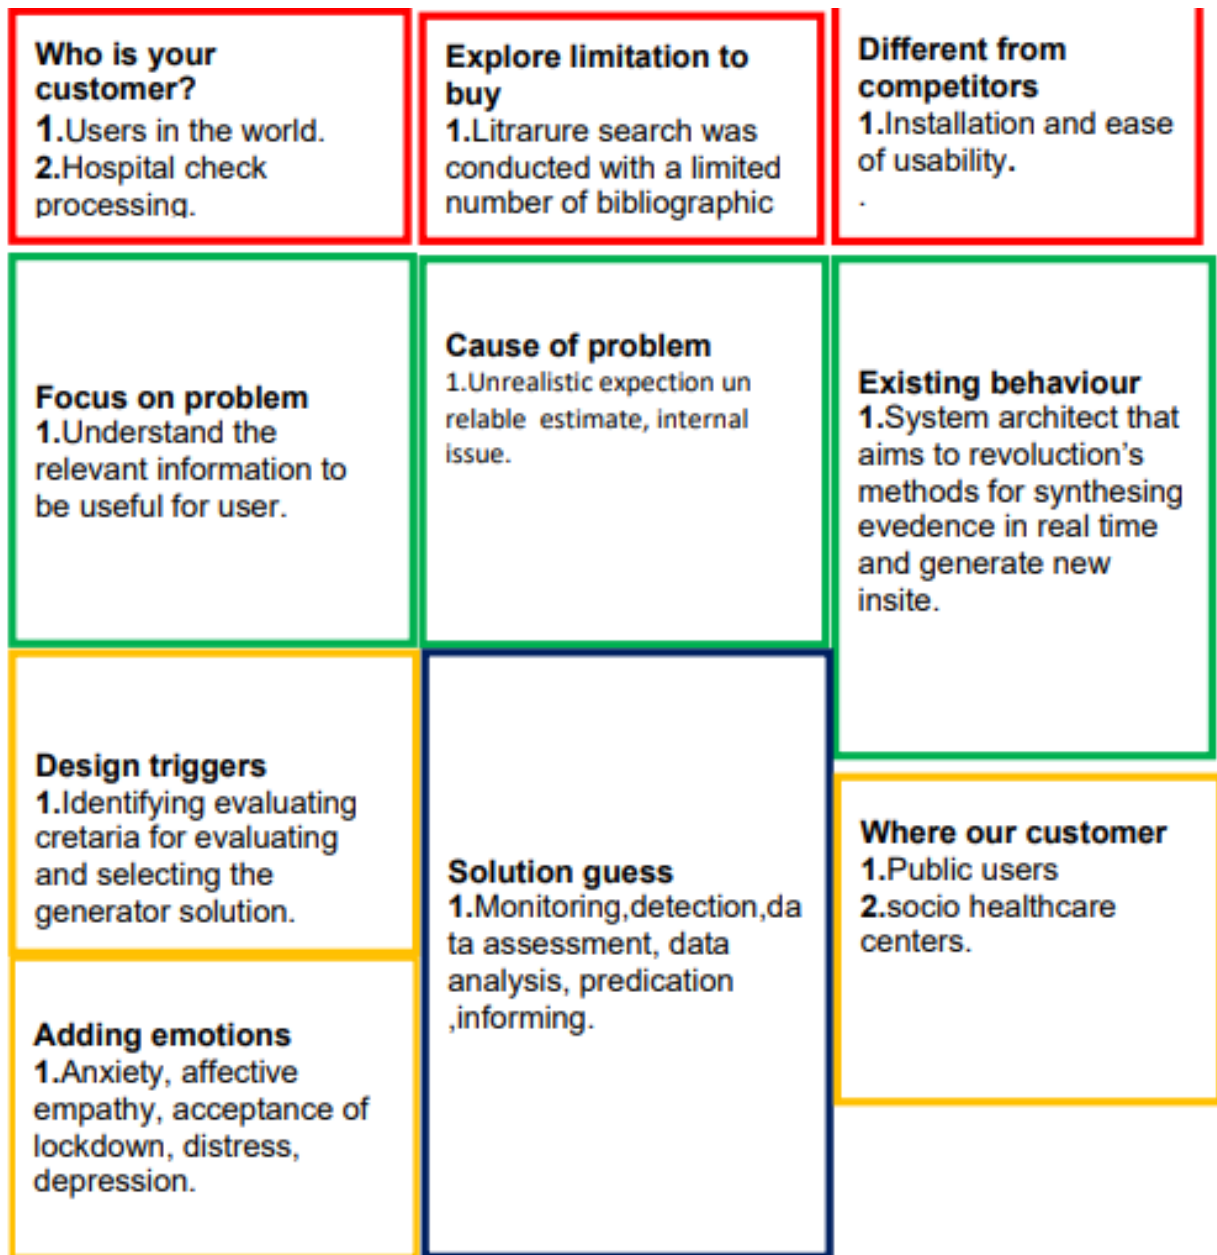 Who is your
customer?
1.Users in the world.
2.Hospital check
processing.
Explore limitation to
buy
1.Litrarure search was
conducted with a limited
number of bibliographic
Different from
competitors
1.Installation and ease
of usability.
.
Focus on problem
1.Understand the
relevant information to
be useful for user.
Cause of problem
1.Unrealistic expection un
relable estimate, internal
issue.
Existing behaviour
1.System architect that
aims to revoluction’s
methods for synthesing
evedence in real time
and generate new
insite.
Design triggers
1.Identifying evaluating
cretaria for evaluating
and selecting the
generator solution.
Solution guess
1.Monitoring,detection,da
ta assessment, data
analysis, predication
,informing.
Where our customer
1.Public users
2.socio healthcare
centers.
Adding emotions
1.Anxiety, affective
empathy, acceptance of
lockdown, distress,
depression.